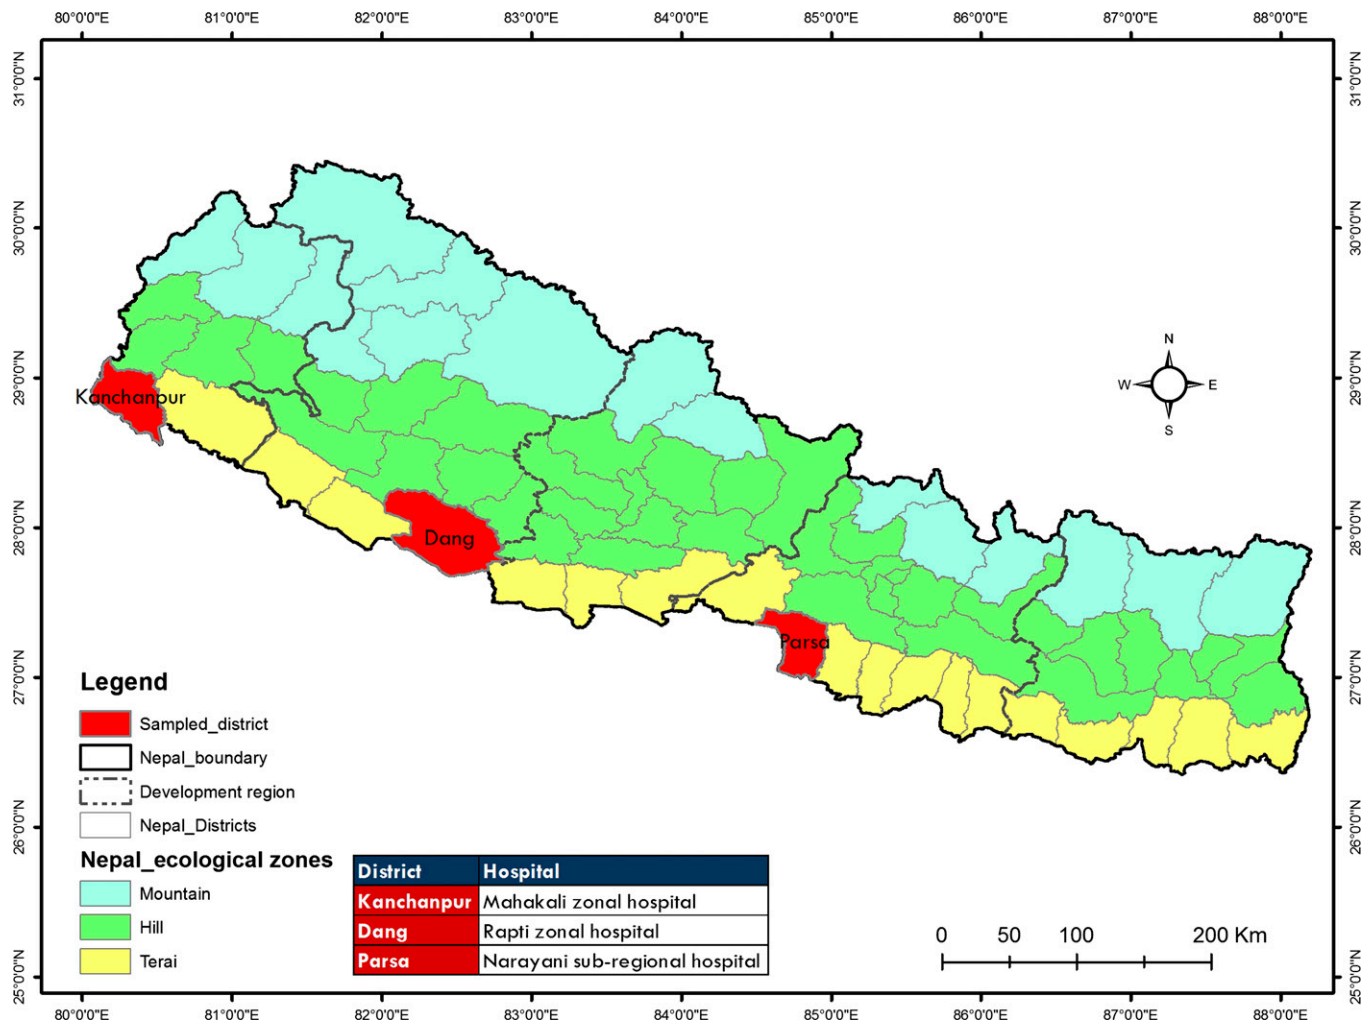 80°0'0"E 81°0'0"E 82°0'0"E 83°0'0"E 84°0'0"E 85°0'0"E 86°0'0"E 87°0'0"E 88°0'0"E
31°0'0"N 31°0'0"N
30°0'0"N 30°0'0"N
29°0'0"N 29°0'0"N
28°0'0"N 28°0'0"N
27°0'0"N 27°0'0"N
26°0'0"N 26°0'0"N
25°0'0"N 25°0'0"N
N
W E
S
Kanchanpur
Dang
Parsa
Legend
Sampled_district
Nepal_boundary
Development region
Nepal_Districts
Nepal_ecological zones
Mountain
Hill
Terai
District Hospital
Kanchanpur Mahakali zonal hospital
Dang Rapti zonal hospital
Parsa Narayani sub-regional hospital
0 50 100 200 Km
80°0'0"E 81°0'0"E 82°0'0"E 83°0'0"E 84°0'0"E 85°0'0"E 86°0'0"E 87°0'0"E 88°0'0"E